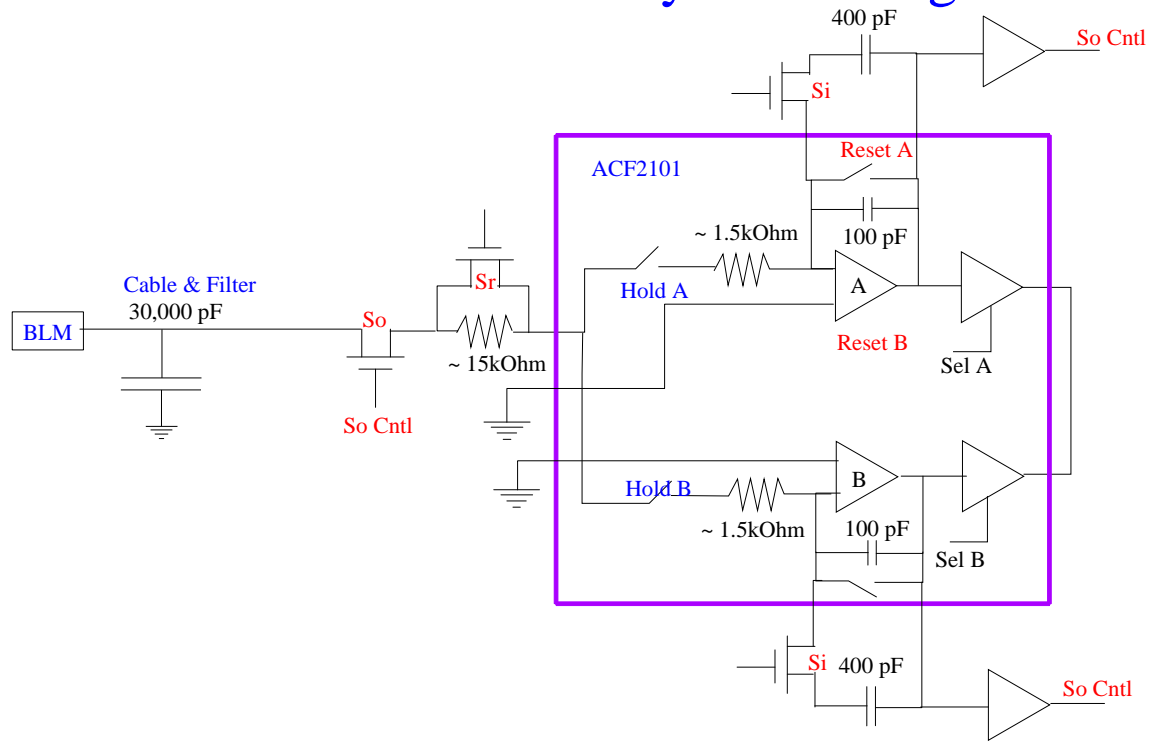 400 pF
So Cntl
Si
Reset A
ACF2101
~ 1.5kOhm
100 pF
Cable & Filter
30,000 pF
Sr
Hold A
A
BLM
So
~ 15kOhm
Reset B
Sel A
So Cntl
B
Hold B
~ 1.5kOhm
100 pF
Sel B
Si
400 pF
So Cntl